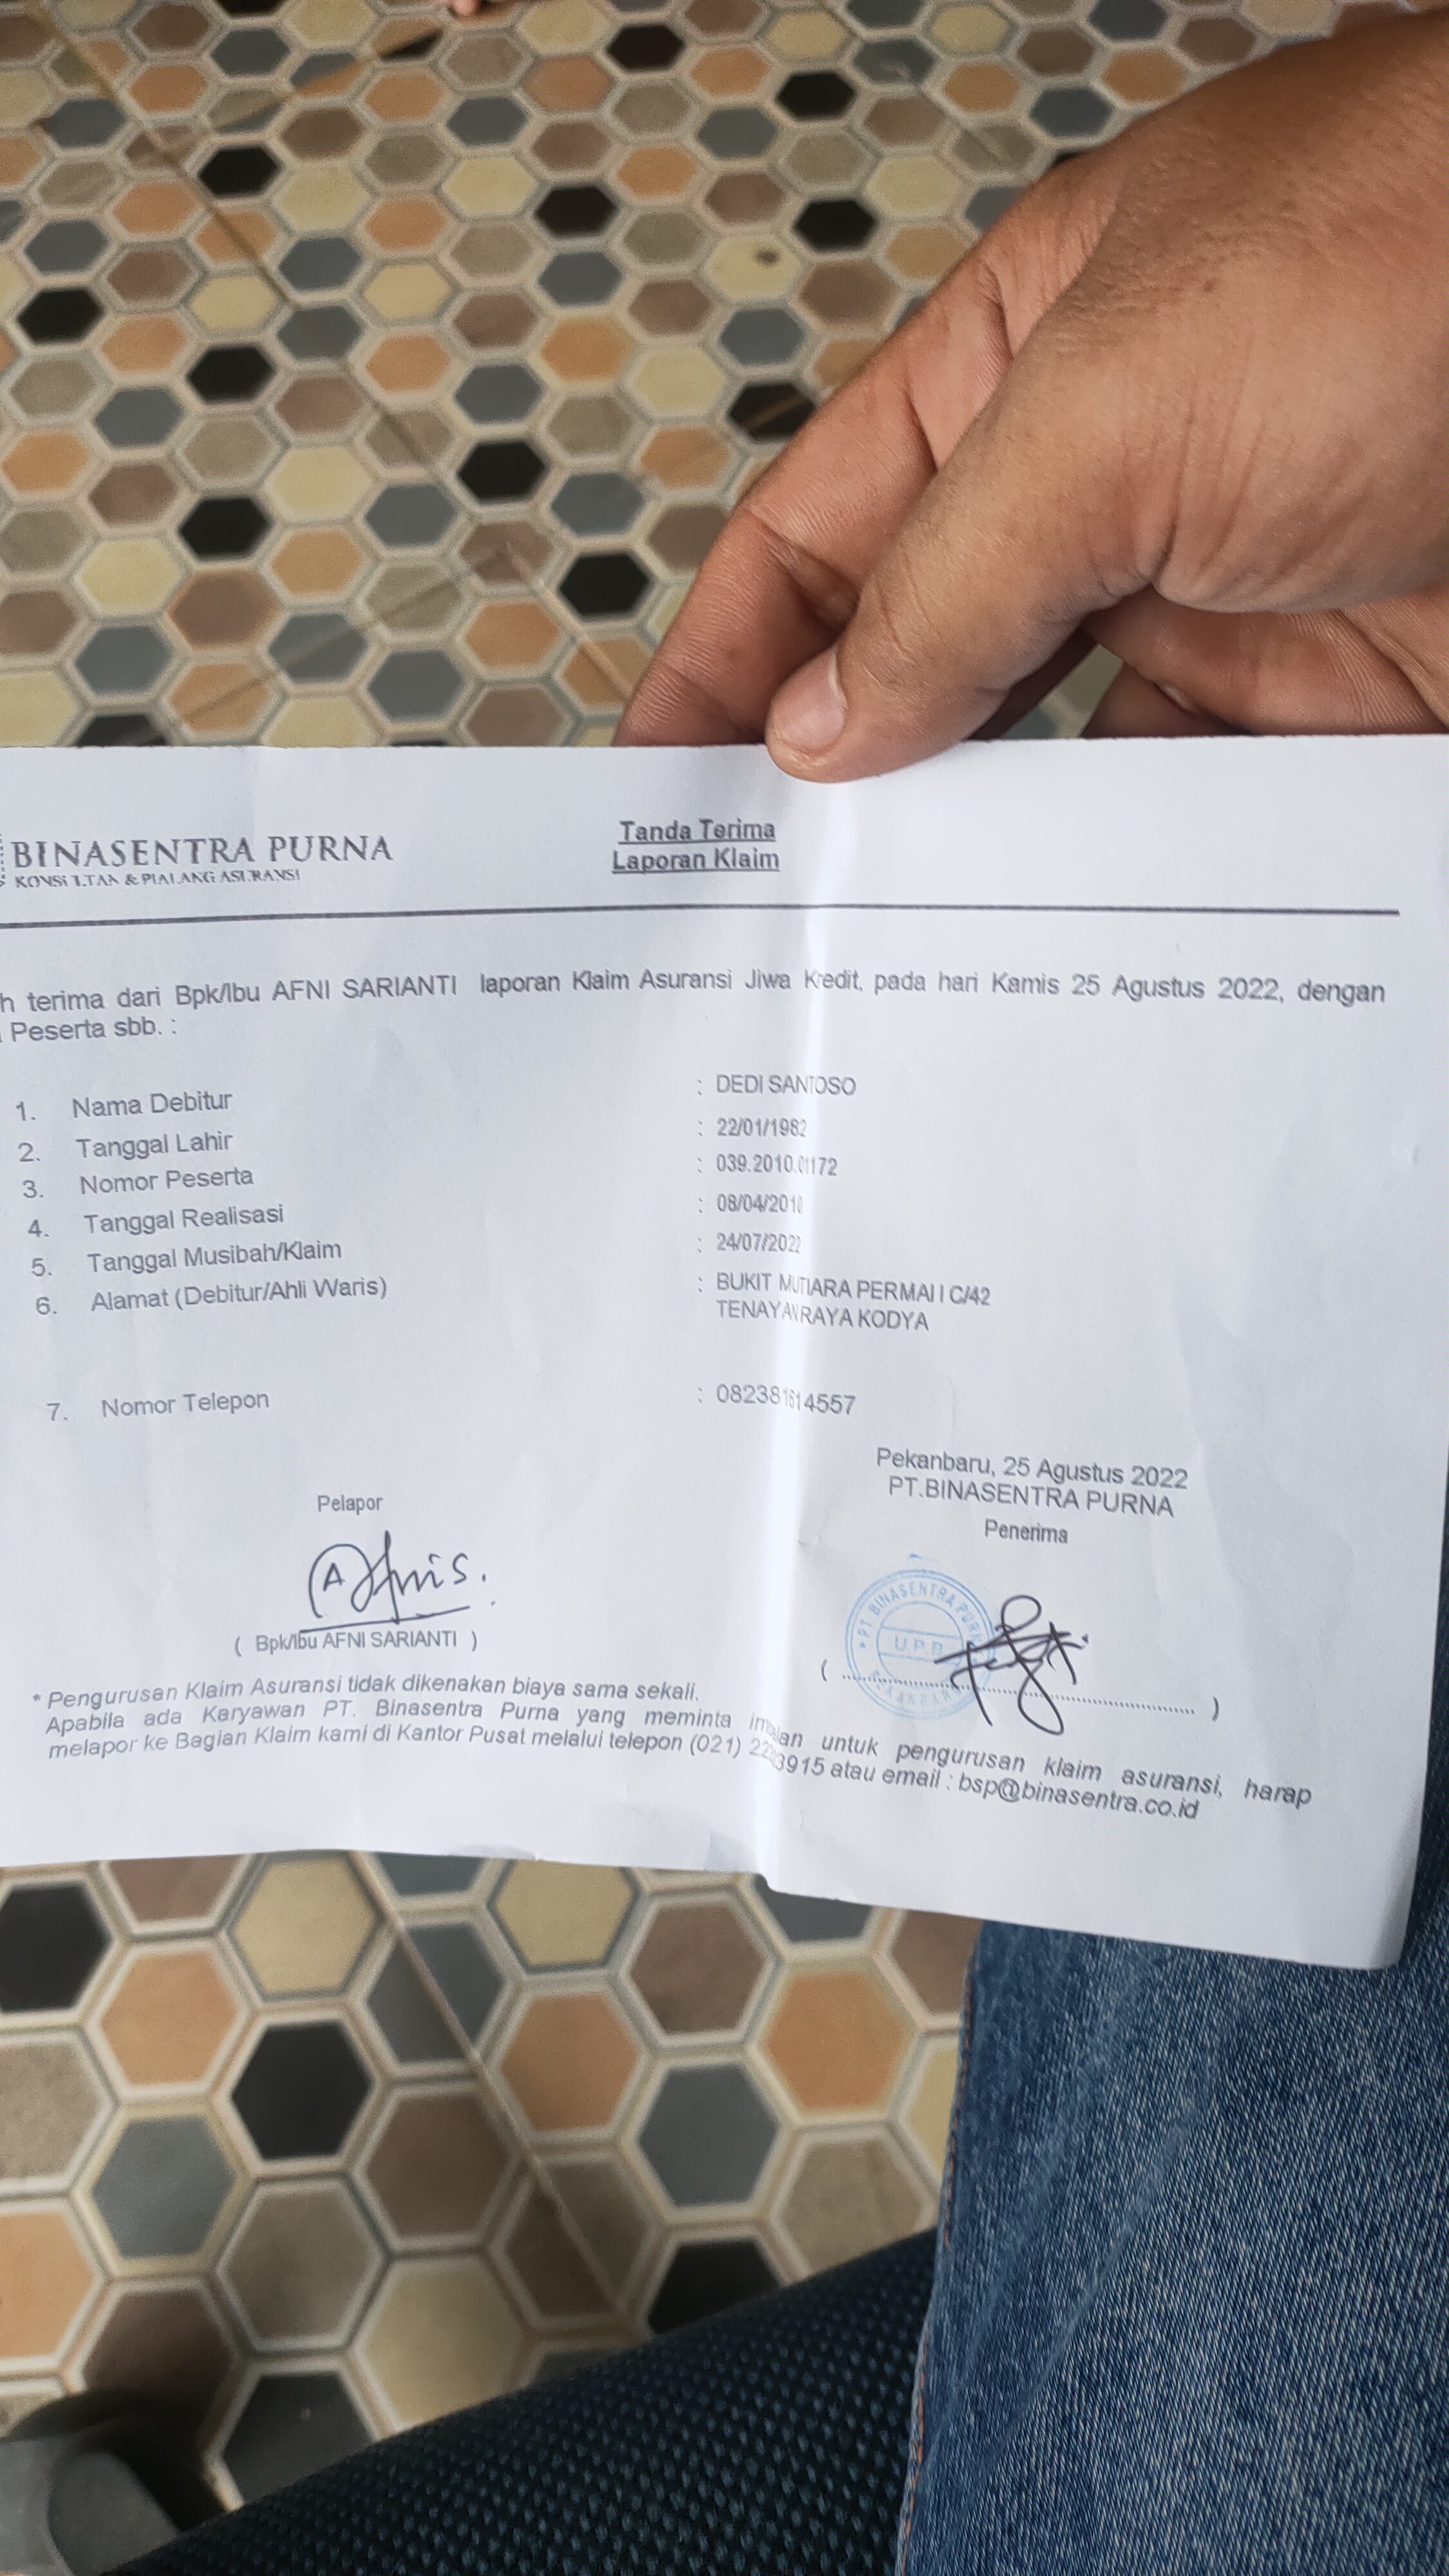 BINASENTRA PURNA
KONSULTAN & PIALANG ASURANSI
Tanda Terima
Laporan Klaim
h terima dari Bpk/Ibu AFNI SARIANTI laporan Klaim Asuransi Jiwa Kredit, pada hari Kamis 25 Agustus 2022, dengan
Peserta sbb. :
1. Nama Debitur : DEDI SANTOSO
2. Tanggal Lahir : 22/01/1982
3. Nomor Peserta : 039.2010.01172
4. Tanggal Realisasi : 08/04/2010
5. Tanggal Musibah/Klaim : 24/07/2022
6. Alamat (Debitur/Ahli Waris) : BUKIT MUTIARA PERMAI I C/42
TENAYAN RAYA KODYA
7. Nomor Telepon :
Pekanbaru, 25 Agustus 2022
PT.BINASENTRA PURNA
Pelapor
Penerima
Afnis.
PT BINASENTRA PURNA
U.P.B
( Bpk/Ibu AFNI SARIANTI )
( .......... )
* Pengurusan Klaim Asuransi tidak dikenakan biaya sama sekali.
Apabila ada Karyawan PT. Binasentra Purna yang meminta imbalan untuk pengurusan klaim asuransi, harap
melapor ke Bagian Klaim kami di Kantor Pusat melalui telepon (021) atau email : bsp@binasentra.co.id